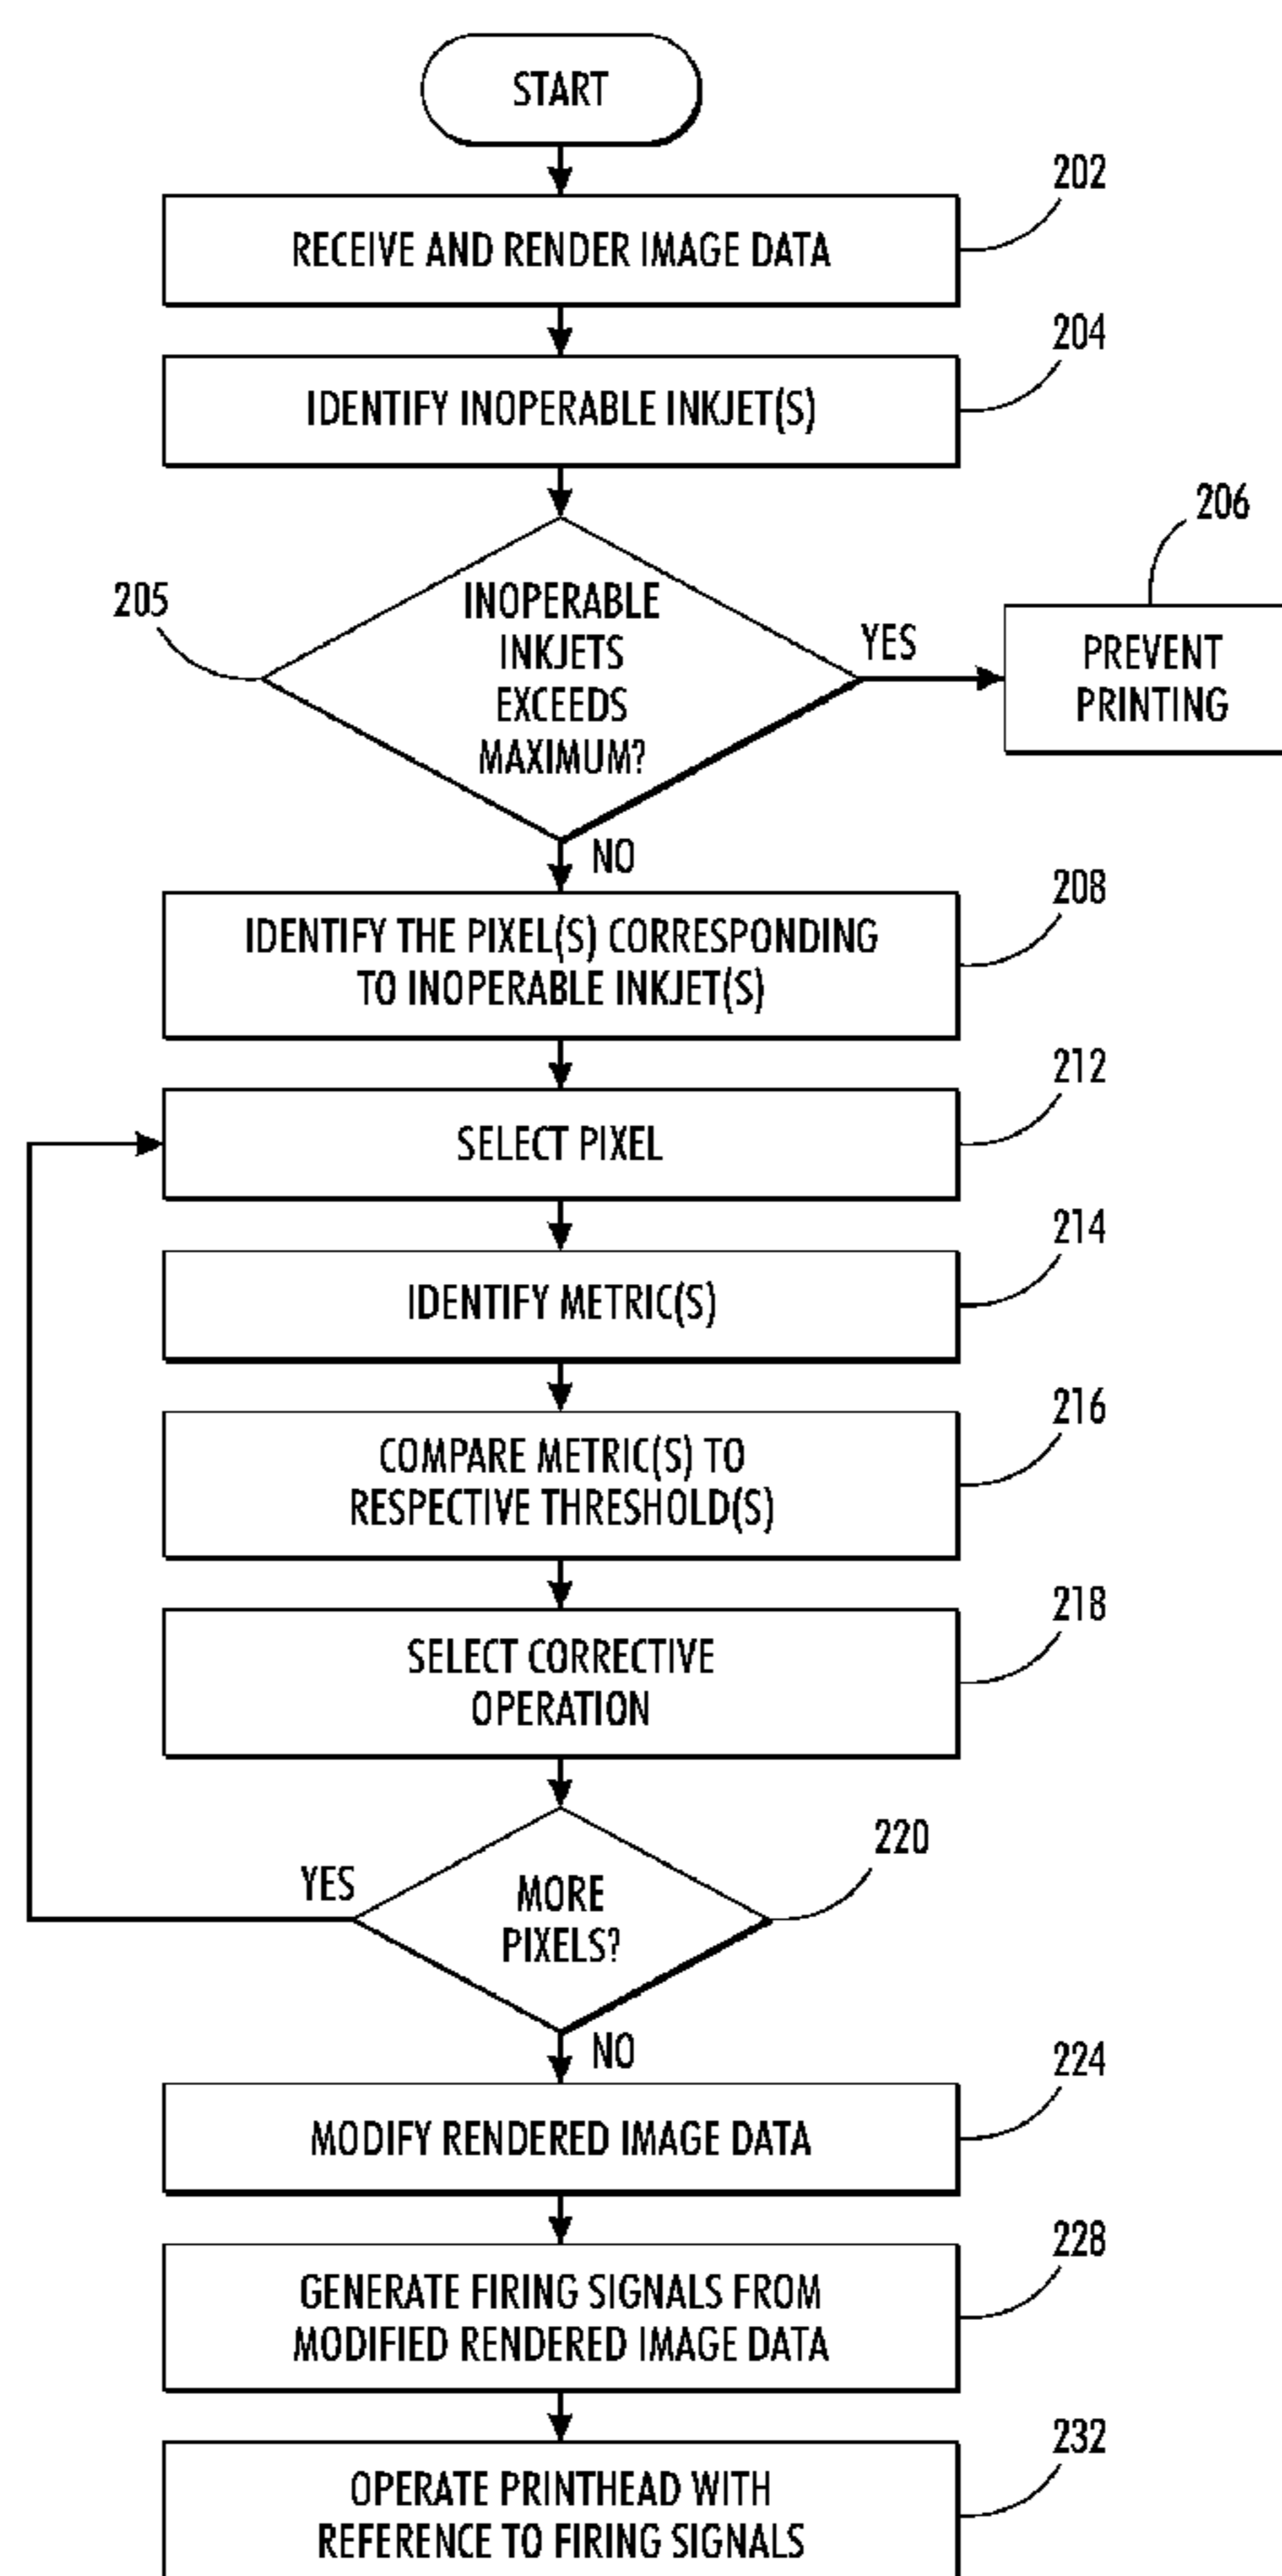 START
202
RECEIVE AND RENDER IMAGE DATA
204
IDENTIFY INOPERABLE INKJET(S)
206
205
INOPERABLE
INKJETS
EXCEEDS
MAXIMUM?
YES
PREVENT
PRINTING
NO
208
IDENTIFY THE PIXEL(S) CORRESPONDING
TO INOPERABLE INKJET(S)
212
SELECT PIXEL
214
IDENTIFY METRIC(S)
216
COMPARE METRIC(S) TO
RESPECTIVE THRESHOLD(S)
218
SELECT CORRECTIVE
OPERATION
220
YES
MORE
PIXELS?
NO
224
MODIFY RENDERED IMAGE DATA
228
GENERATE FIRING SIGNALS FROM
MODIFIED RENDERED IMAGE DATA
232
OPERATE PRINTHEAD WITH
REFERENCE TO FIRING SIGNALS